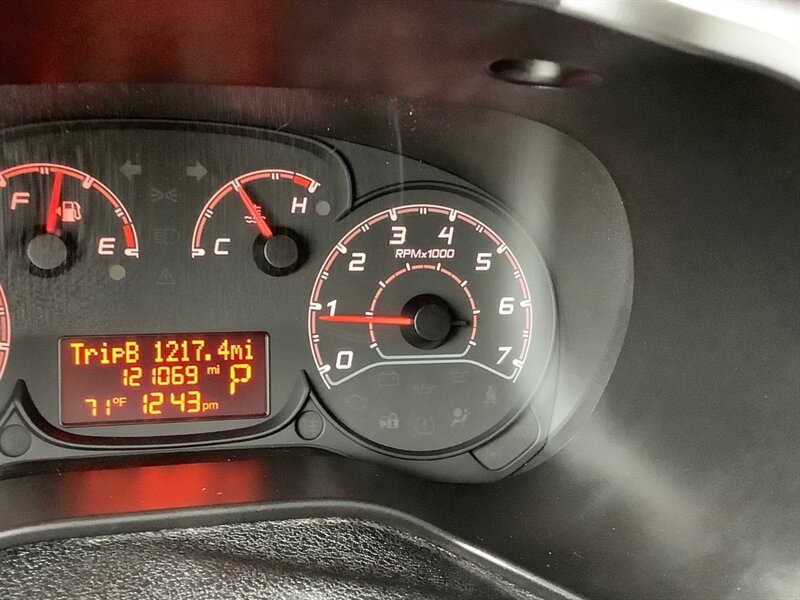 F E
C H
0 1 2 3 4 5 6 7
RPMx1000
TripB 1217.4mi
121069 mi P
71°F 12:43pm